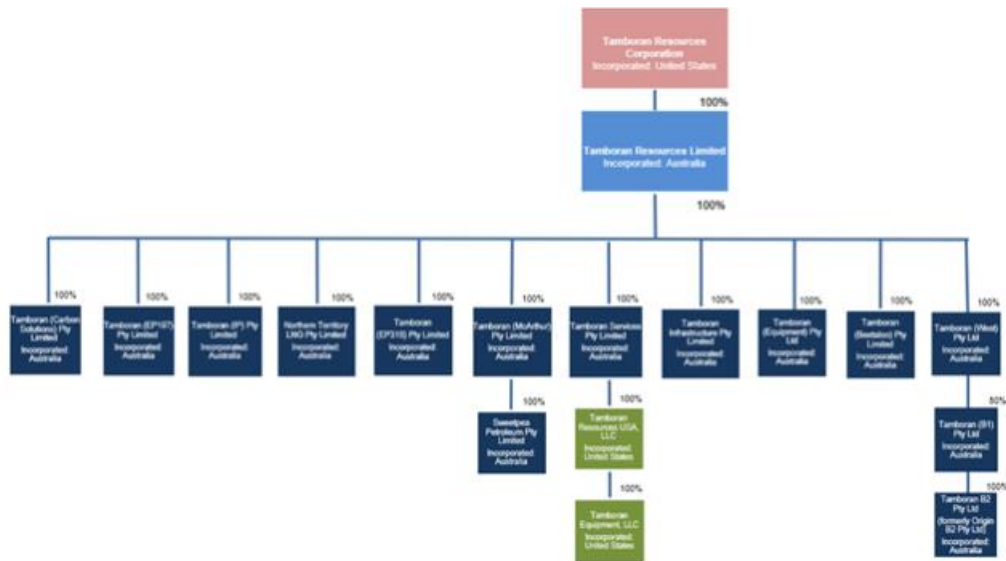 Tamboran Resources
Corporation
Incorporated: United States
100%
Tamboran Resources Limited
Incorporated: Australia
100%
100%
Tamboran (Carbon
Solutions) Pty
Limited
Incorporated:
Australia
100%
Tamboran (EP197)
Pty Limited
Incorporated:
Australia
100%
Tamboran (IP) Pty
Limited
Incorporated:
Australia
100%
Northern Territory
LNG Pty Limited
Incorporated:
Australia
100%
Tamboran
(EP318) Pty Limited
Incorporated:
Australia
100%
Tamboran (McArthur)
Pty Limited
Incorporated:
Australia
100%
Tamboran Services
Pty Limited
Incorporated:
Australia
100%
Tamboran
Infrastructure Pty
Limited
Incorporated:
Australia
100%
Tamboran
(Equipment) Pty
Ltd
Incorporated:
Australia
100%
Tamboran
Pty
Limited
Incorporated:
Australia
100%
Tamboran (West)
Pty Ltd
Incorporated:
Australia
100%
Sweetpea
Petroleum Pty
Limited
Incorporated:
Australia
100%
Tamboran
Resources USA,
LLC
Incorporated:
United States
100%
Tamboran
Equipment, LLC
Incorporated:
United States
50%
Tamboran (B1)
Pty Ltd
Incorporated:
Australia
100%
Tamboran B2
Pty Ltd
(formerly Origin
B2 Pty Ltd)
Incorporated:
Australia